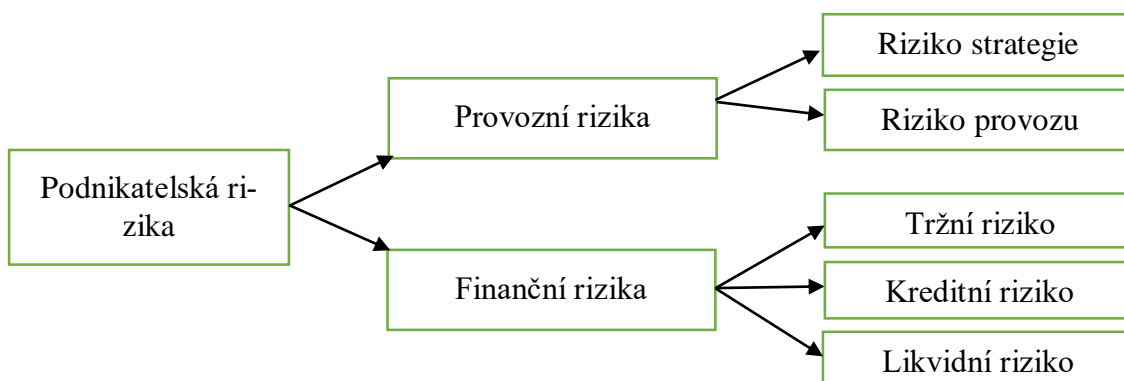 Podnikatelská ri-
zika
Provozní rizika
Finanční rizika
Riziko strategie
Riziko provozu
Tržní riziko
Kreditní riziko
Likvidní riziko